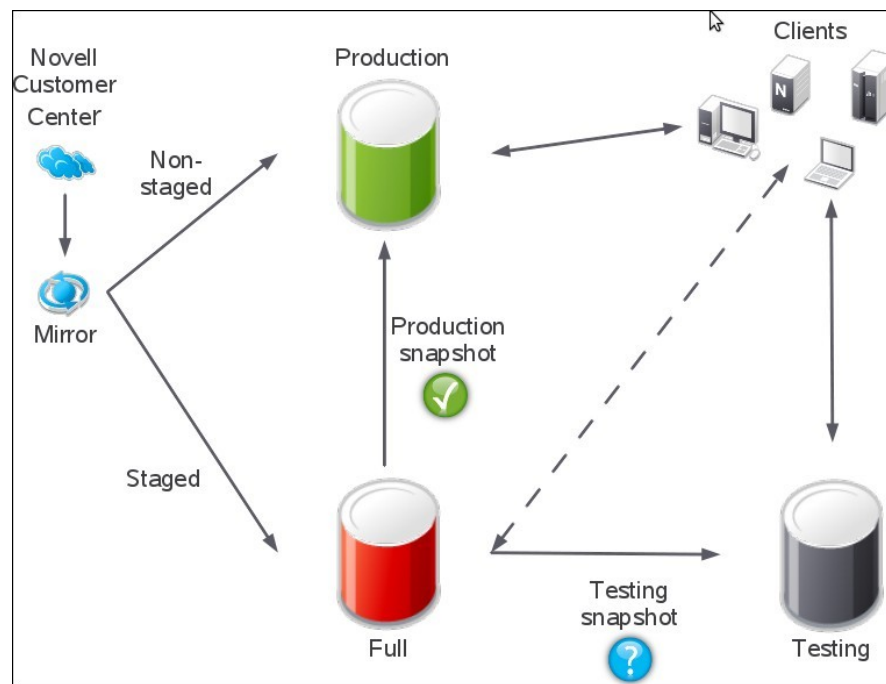 Novell
Customer
Center
Production
Clients
N
Non-
staged
Mirror
Production
snapshot
Staged
Testing
snapshot
?
Full
Testing